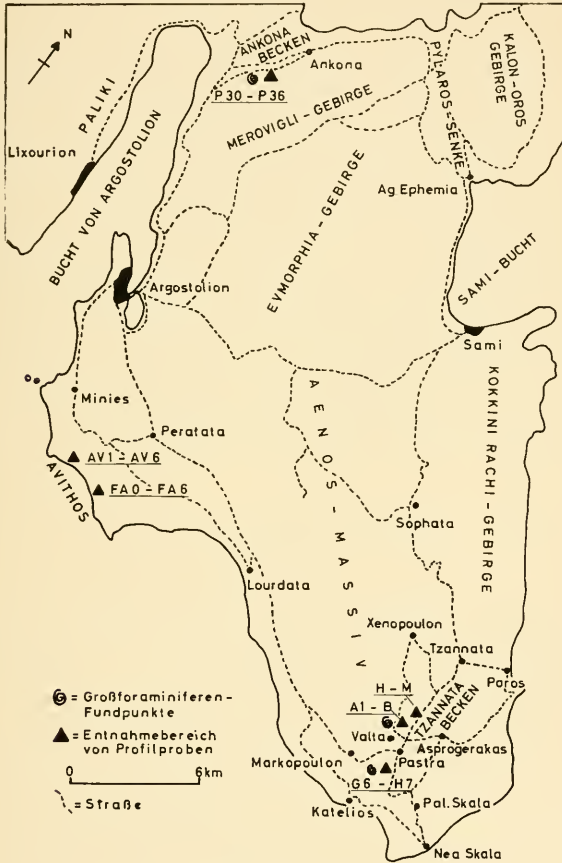 N
ANKONA
BECKEN
Ankona
P30 - P36
MEROVIGLI - GEBIRGE
PYLAROS - SENKE
KALON - OROS
GEBIRGE
PALIKI
Lixourion
BUCHT VON ARGOSTOLION
Ag Ephemia
EVMORPHIA - GEBIRGE
SAMI - BUCHT
Argostolion
Sami
Minies
Peratata
AENOS - MASSIV
KOKKINI RACHI - GEBIRGE
AV1 - AV6
AVITHOS
FA0 - FA6
Sophata
Lourdata
Xenopoulon
Tzannata
Poros
H - M
A1 - B
TZANNATA
BECKEN
Valta
Asprogerakas
Markopoulon
Pastra
G6 - H7
Katelios
Pal. Skala
Nea Skala
= Großforaminiferen-
Fundpunkte
= Entnahmebereich
von Profilproben
0 6km
= Straße